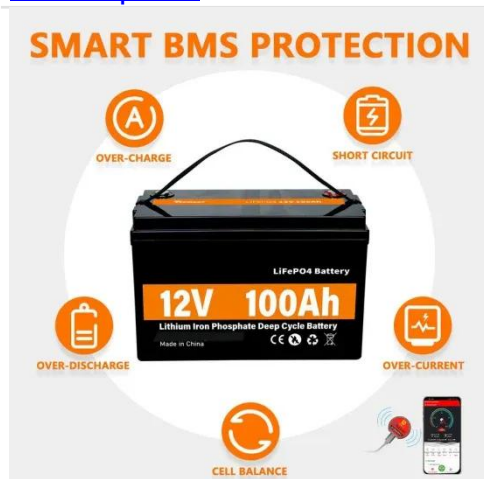 SMART BMS PROTECTION
OVER-CHARGE
SHORT CIRCUIT
LiFePO4 Battery
12V 100Ah
Lithium Iron Phosphate Deep Cycle Battery
Made in China
CE
OVER-DISCHARGE
OVER-CURRENT
CELL BALANCE